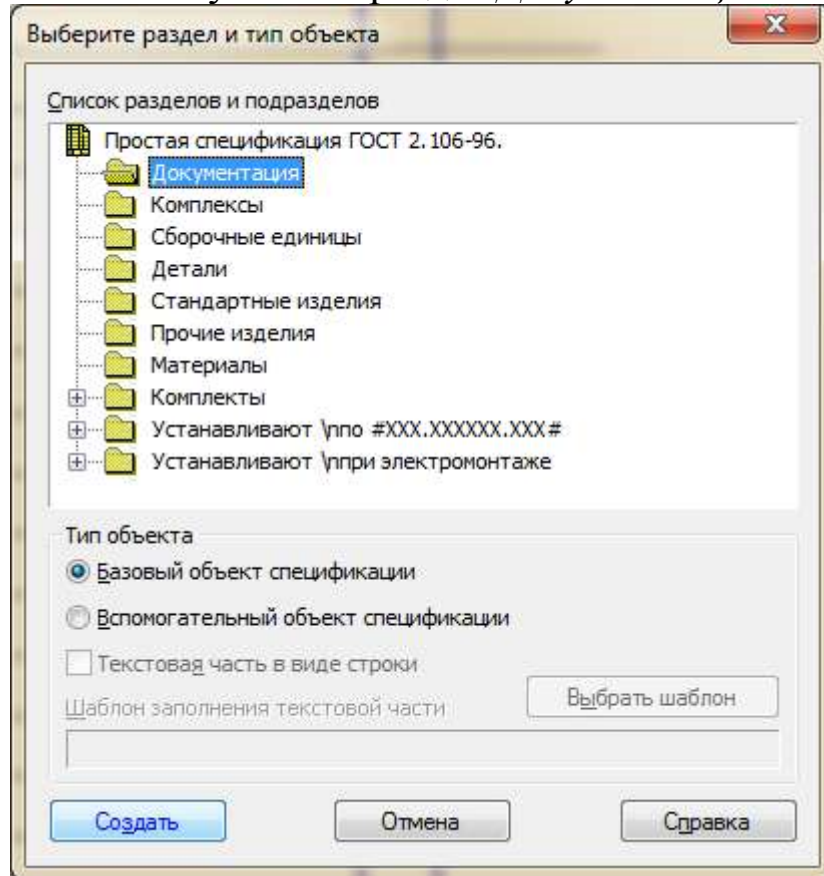 Выберите раздел и тип объекта
Список разделов и подразделов
Простая спецификация ГОСТ 2.106-96.
Документация
Комплексы
Сборочные единицы
Детали
Стандартные изделия
Прочие изделия
Материалы
Комплекты
Устанавливают \nпо #XXX.XXXXXX.XXX#
Устанавливают \nпри электромонтаже
Тип объекта
Базовый объект спецификации
Вспомогательный объект спецификации
Текстовая часть в виде строки
Шаблон заполнения текстовой части
Выбрать шаблон
Создать Отмена Справка